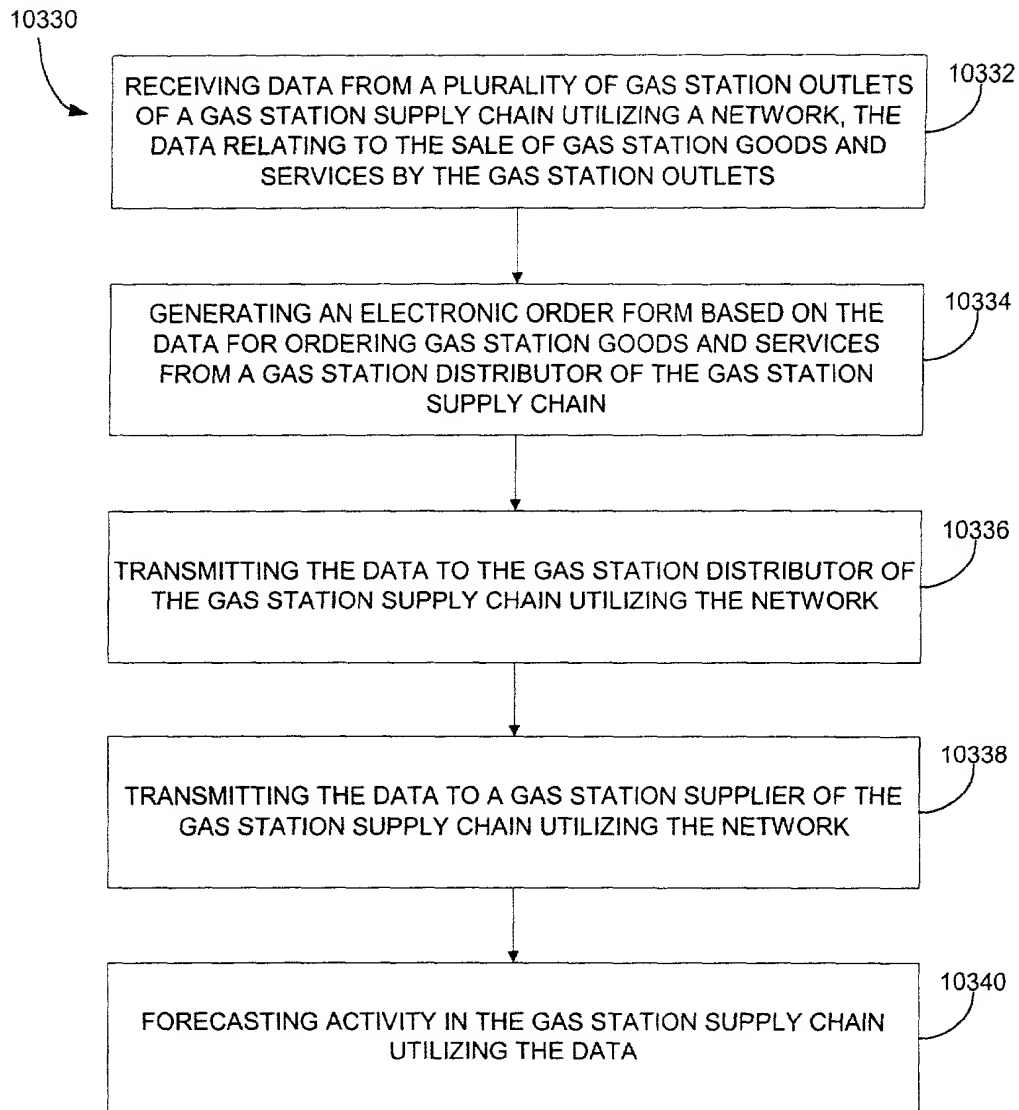 10330
RECEIVING DATA FROM A PLURALITY OF GAS STATION OUTLETS
OF A GAS STATION SUPPLY CHAIN UTILIZING A NETWORK, THE
DATA RELATING TO THE SALE OF GAS STATION GOODS AND
SERVICES BY THE GAS STATION OUTLETS
10332
GENERATING AN ELECTRONIC ORDER FORM BASED ON THE
DATA FOR ORDERING GAS STATION GOODS AND SERVICES
FROM A GAS STATION DISTRIBUTOR OF THE GAS STATION
SUPPLY CHAIN
10334
TRANSMITTING THE DATA TO THE GAS STATION DISTRIBUTOR OF
THE GAS STATION SUPPLY CHAIN UTILIZING THE NETWORK
10336
TRANSMITTING THE DATA TO A GAS STATION SUPPLIER OF THE
GAS STATION SUPPLY CHAIN UTILIZING THE NETWORK
10338
FORECASTING ACTIVITY IN THE GAS STATION SUPPLY CHAIN
UTILIZING THE DATA
10340